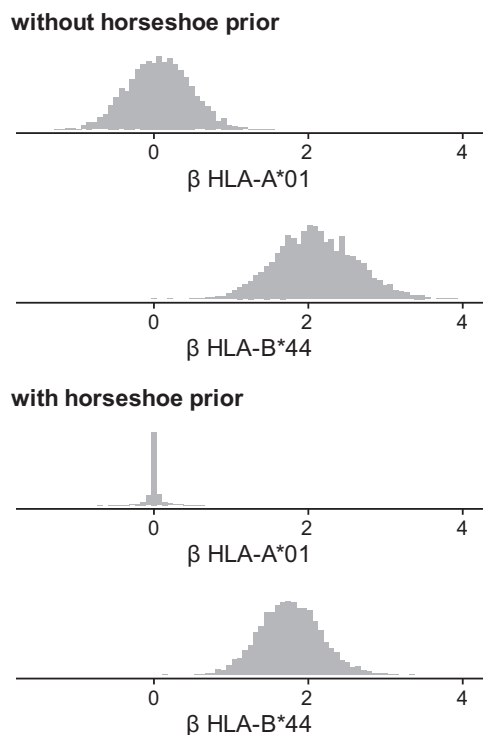 without horseshoe prior
0 2 4
β HLA-A*01
0 2 4
β HLA-B*44
with horseshoe prior
0 2 4
β HLA-A*01
0 2 4
β HLA-B*44